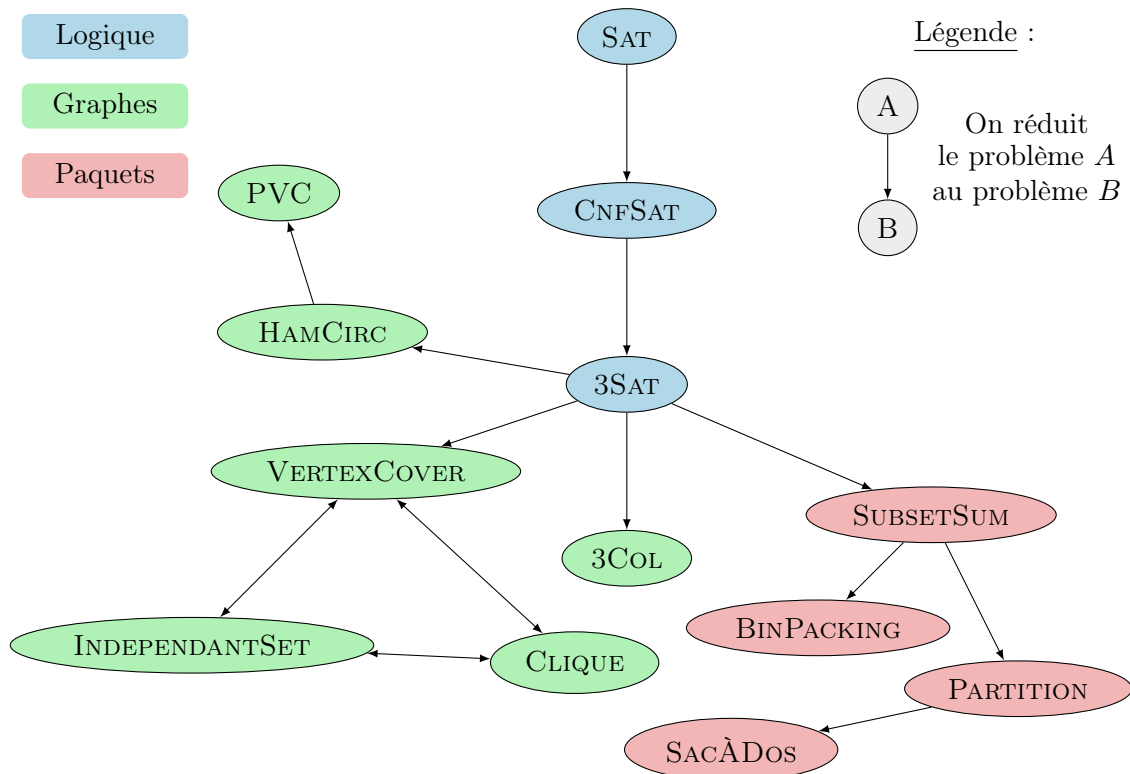 Logique
Graphes
Paquets
SAT
Légende :
A
On réduit
le problème A
au problème B
B
PVC
CNFSAT
HAMCIRC
3SAT
VERTEXCOVER
SUBSETSUM
3COL
BINPACKING
INDEPENDANTSET
CLIQUE
PARTITION
SACÀDOS